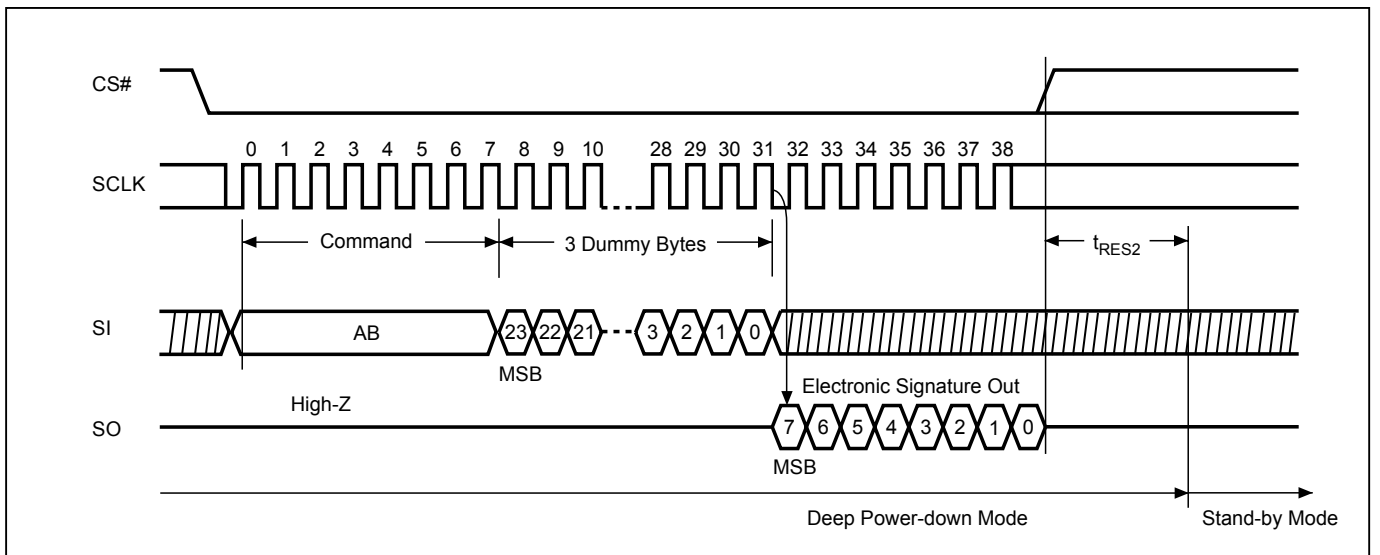 CS#
0 1 2 3 4 5 6 7 8 9 10 28 29 30 31 32 33 34 35 36 37 38
SCLK
Command 3 Dummy Bytes tRES2
SI AB 23 22 21 3 2 1 0
MSB
High-Z Electronic Signature Out
SO 7 6 5 4 3 2 1 0
MSB
Deep Power-down Mode Stand-by Mode